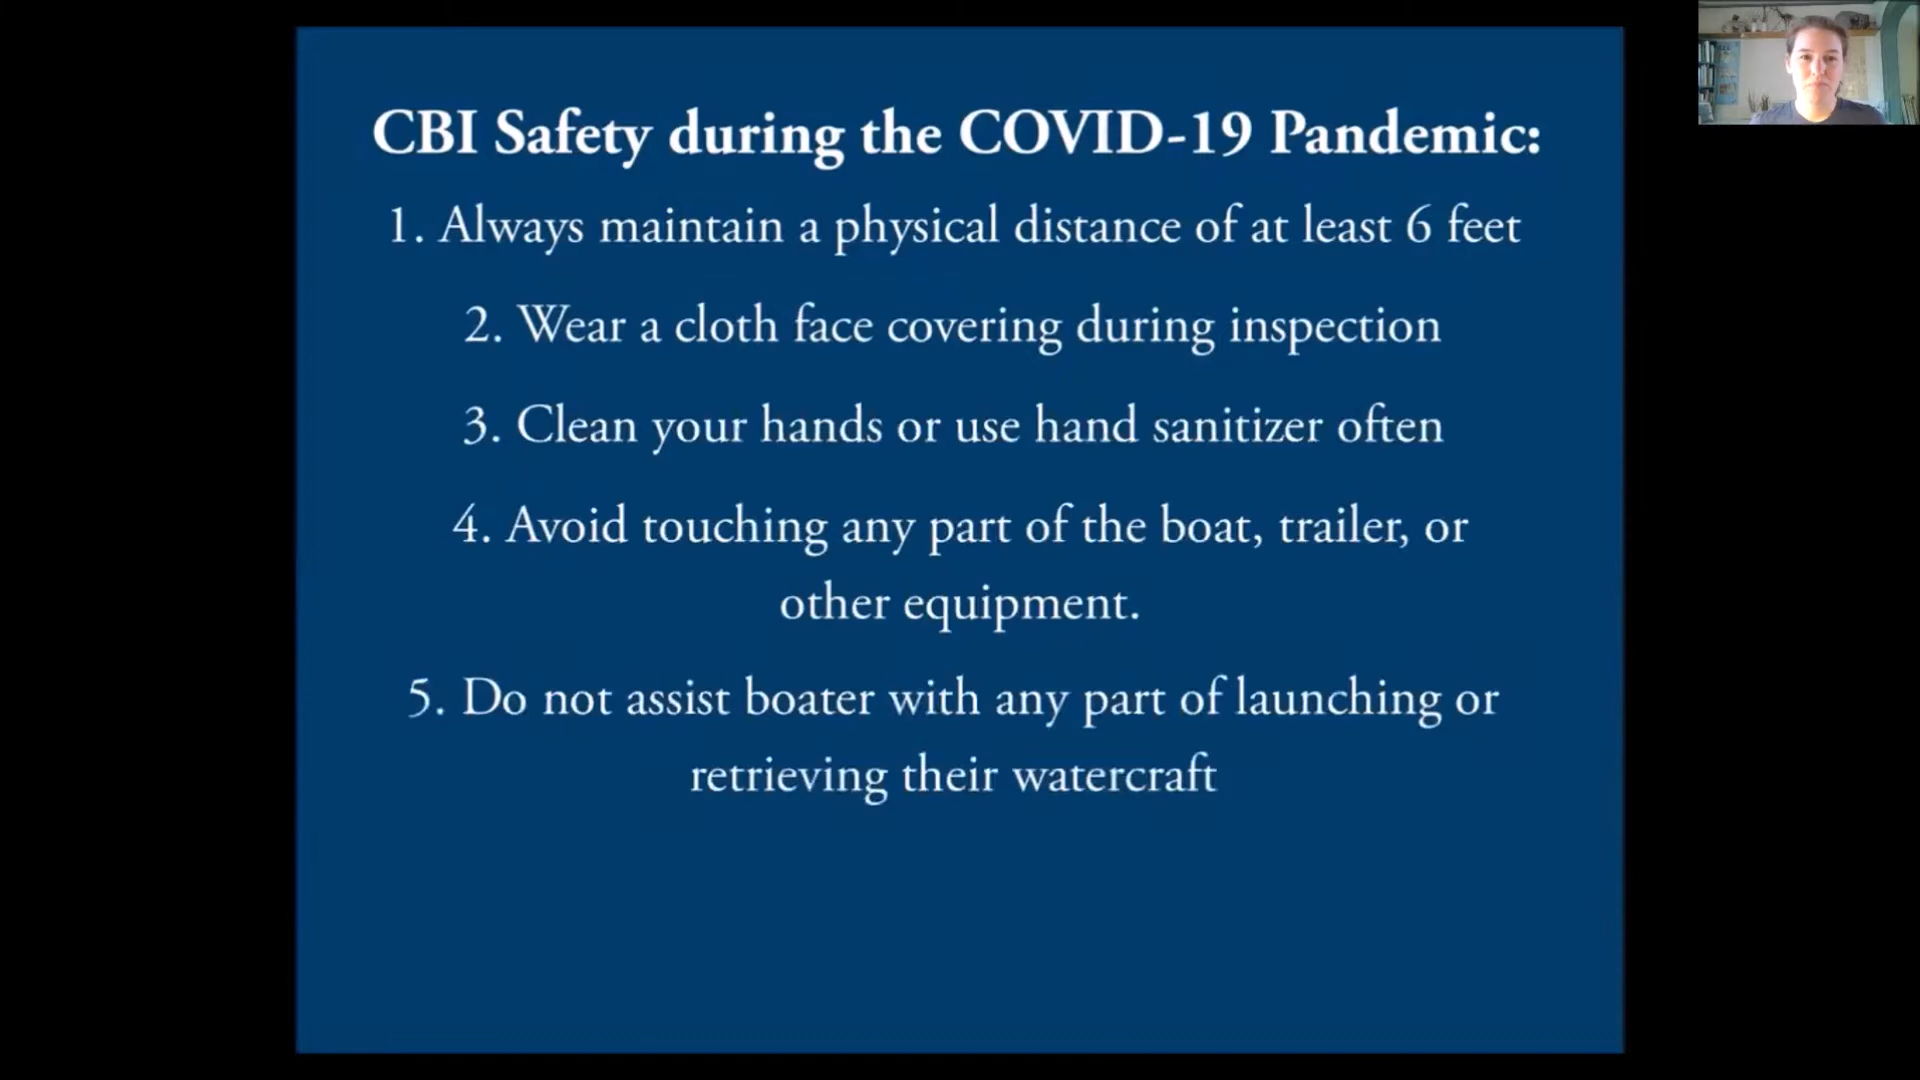 CBI Safety during the COVID-19 Pandemic:
1. Always maintain a physical distance of at least 6 feet
2. Wear a cloth face covering during inspection
3. Clean your hands or use hand sanitizer often
4. Avoid touching any part of the boat, trailer, or
other equipment.
5. Do not assist boater with any part of launching or
retrieving their watercraft